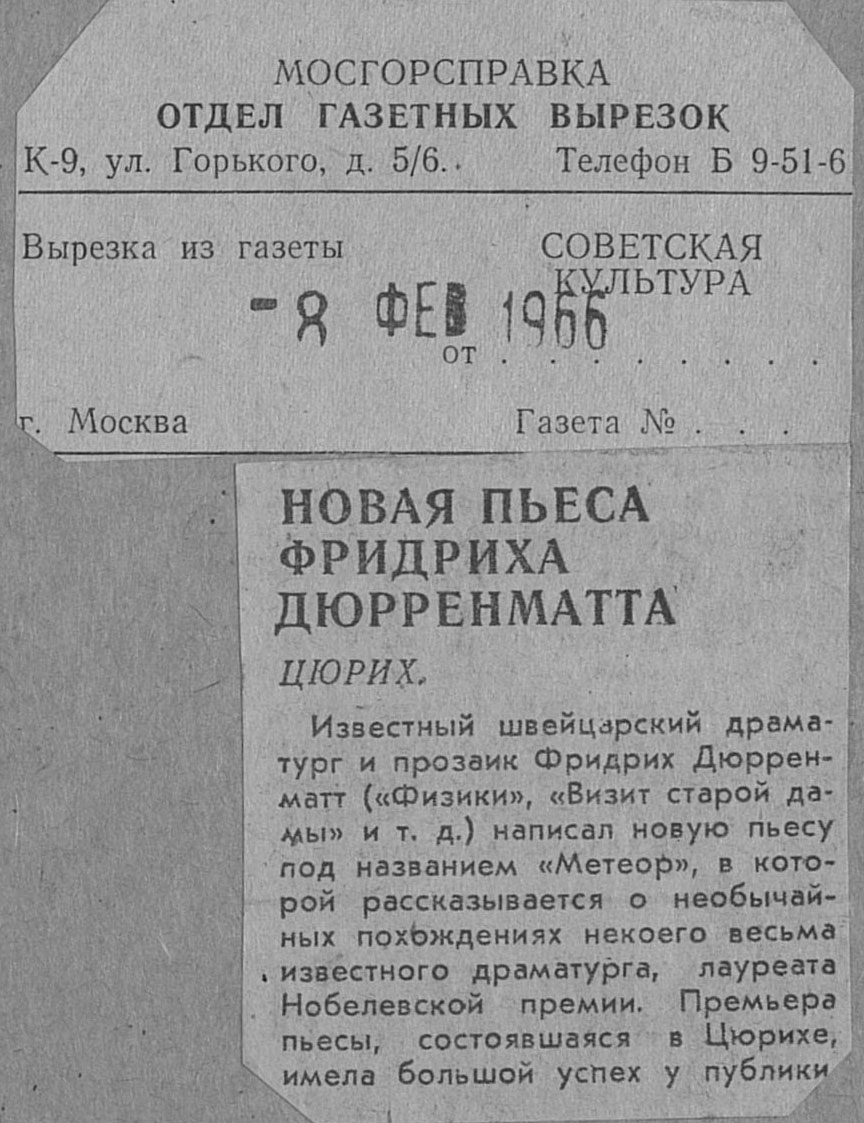 МОСГОРСПРАВКА
ОТДЕЛ ГАЗЕТНЫХ ВЫРЕЗОК
К-9, ул. Горького, д. 5/6. Телефон Б 9-51-6
Вырезка из газеты СОВЕТСКАЯ
КУЛЬТУРА
- 8 ФЕВ 1966
от . . . . . . . .
г. Москва Газета № . . .
НОВАЯ ПЬЕСА
ФРИДРИХА
ДЮРРЕНМАТТА
ЦЮРИХ.
Известный швейцарский драма-
тург и прозаик Фридрих Дюррен-
матт («Физики», «Визит старой да-
мы» и т. д.) написал новую пьесу
под названием «Метеор», в кото-
рой рассказывается о необычай-
ных похождениях некоего весьма
известного драматурга, лауреата
Нобелевской премии. Премьера
пьесы, состоявшаяся в Цюрихе,
имела большой успех у публики